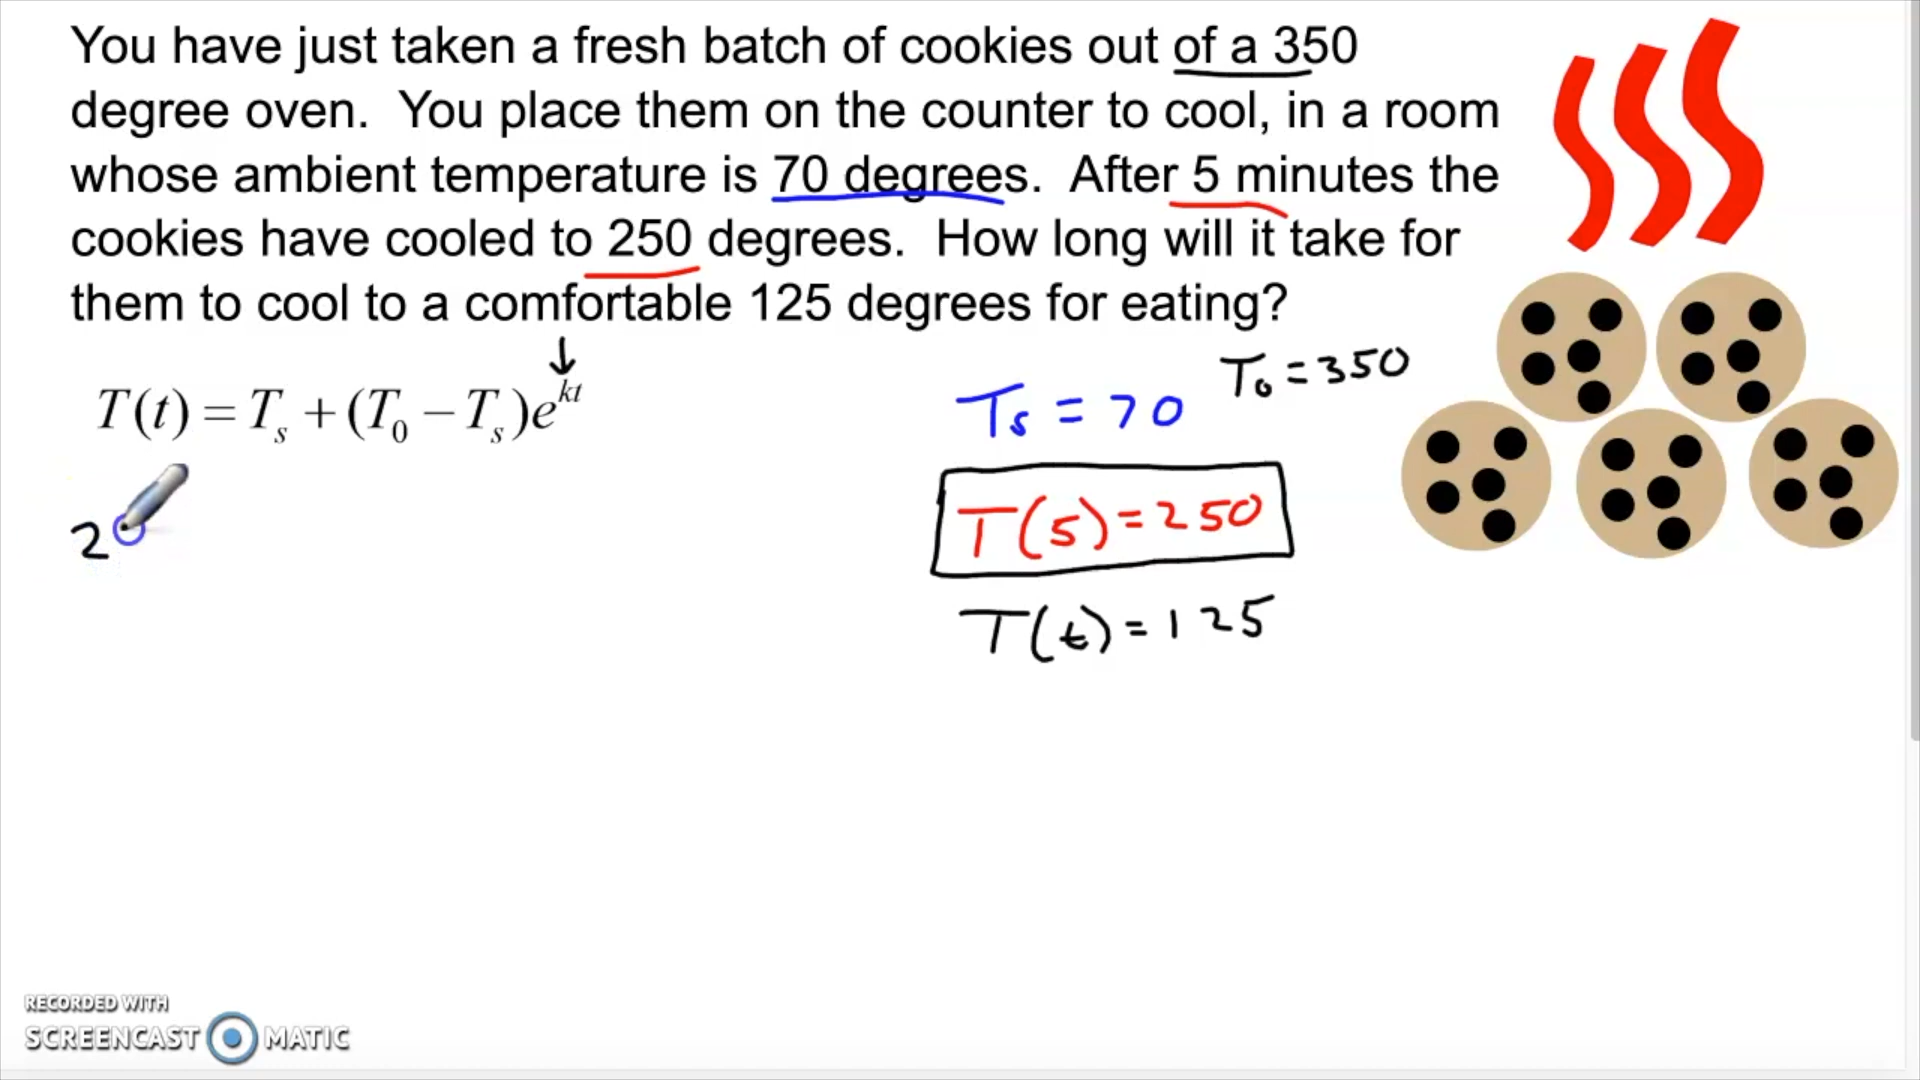 You have just taken a fresh batch of cookies out of a 350
degree oven. You place them on the counter to cool, in a room
whose ambient temperature is 70 degrees. After 5 minutes the
cookies have cooled to 250 degrees. How long will it take for
them to cool to a comfortable 125 degrees for eating?
T(t) = Tₛ + (T₀ − Tₛ)eᵏᵗ
Tₛ = 70
T₀ = 350
T(5) = 250
T(t) = 125
2
RECORDED WITH
SCREENCAST MATIC